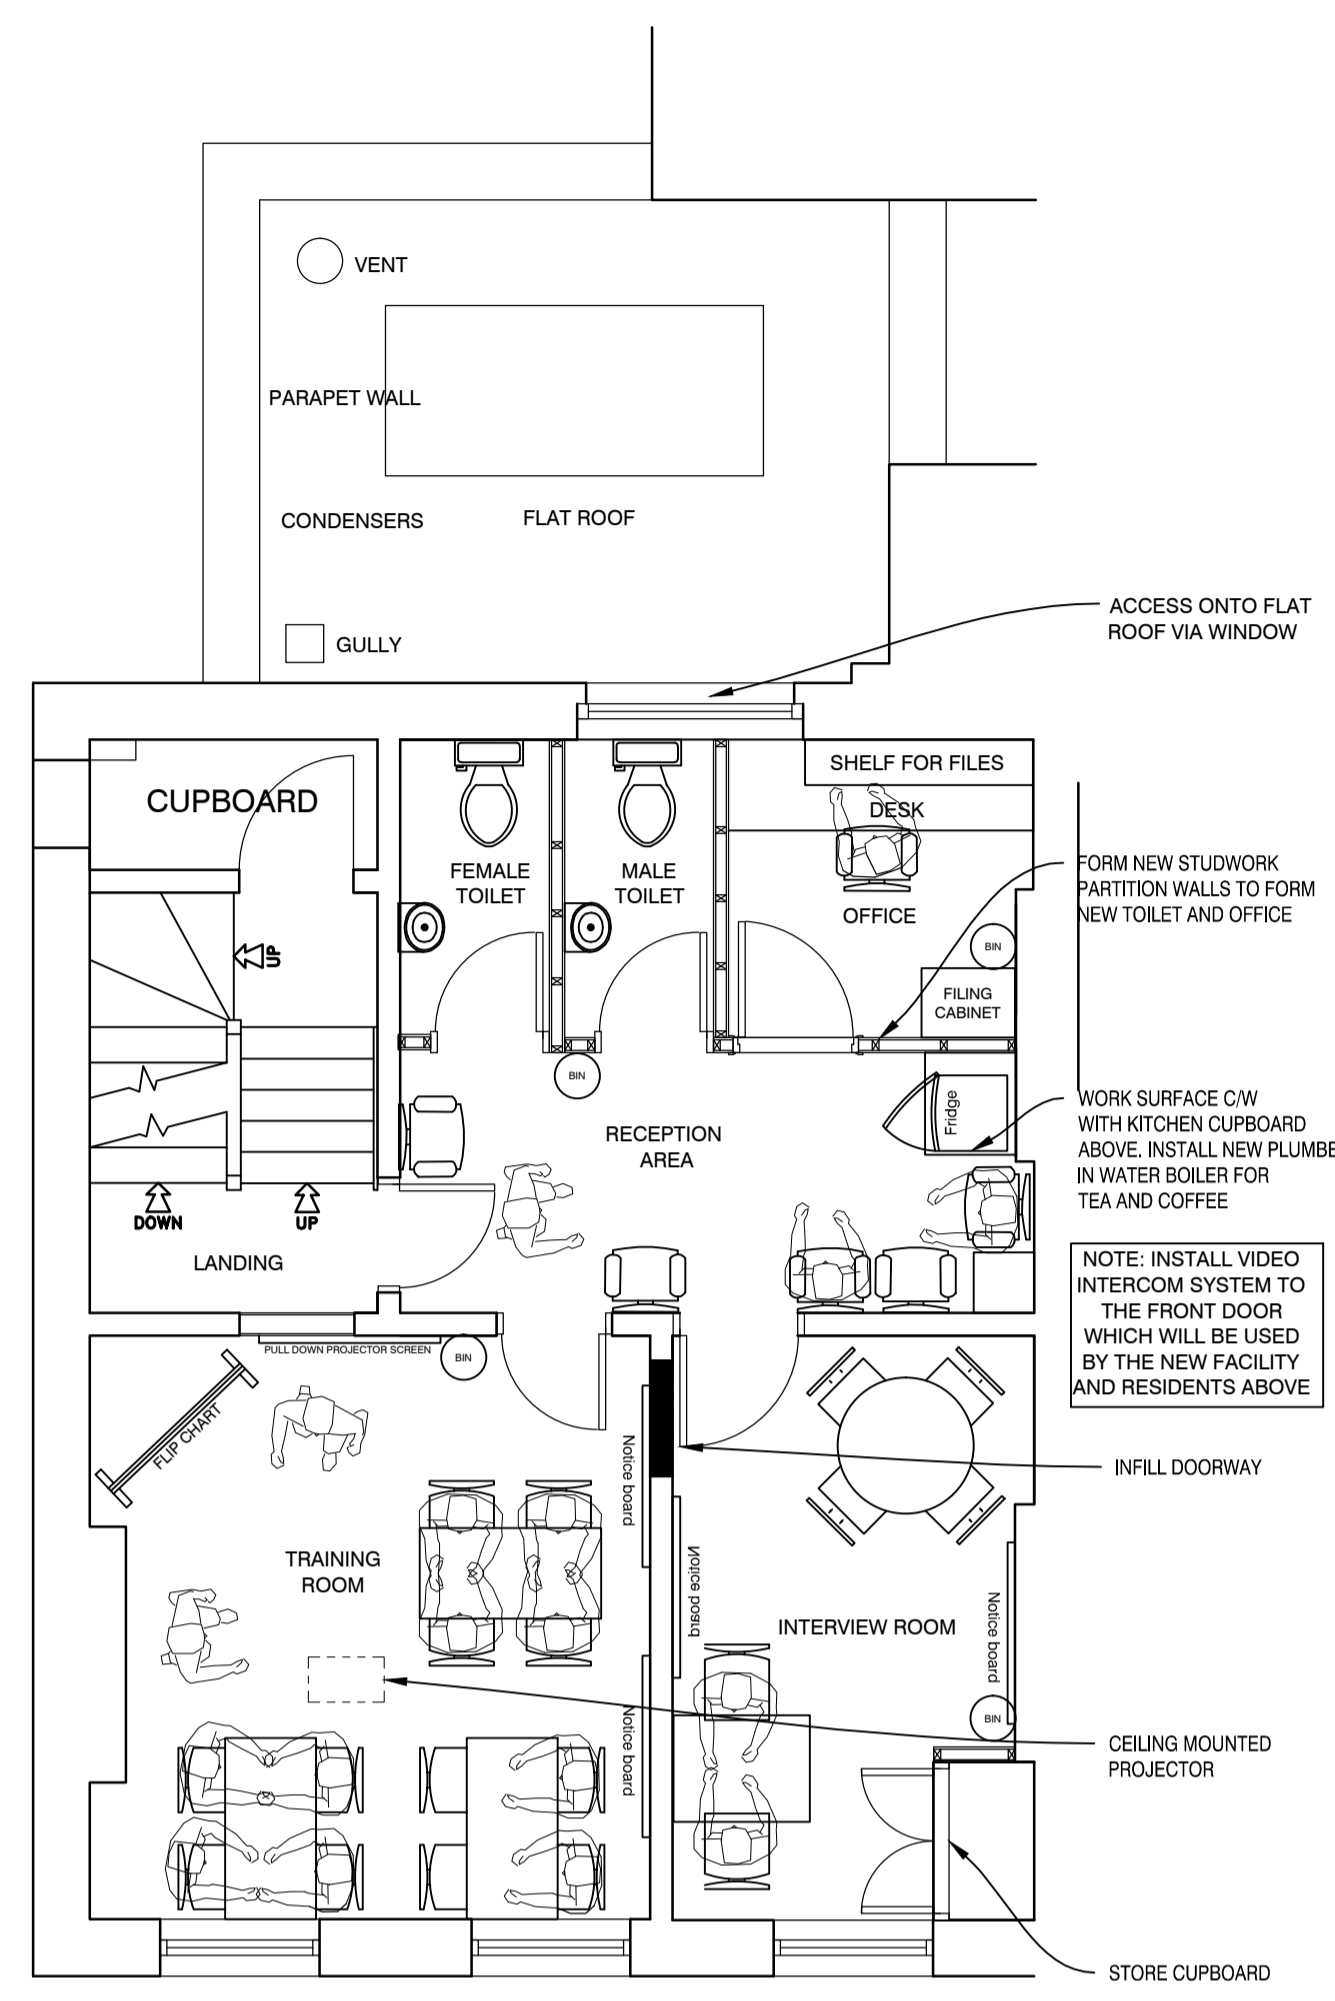 VENT
PARAPET WALL
CONDENSERS
FLAT ROOF
GULLY
ACCESS ONTO FLAT
ROOF VIA WINDOW
CUPBOARD
SHELF FOR FILES
DESK
FEMALE
TOILET
MALE
TOILET
OFFICE
BIN
FILING
CABINET
FORM NEW STUDWORK
PARTITION WALLS TO FORM
NEW TOILET AND OFFICE
UP
BIN
RECEPTION
AREA
Fridge
WORK SURFACE C/W
WITH KITCHEN CUPBOARD
ABOVE. INSTALL NEW PLUMBE
IN WATER BOILER FOR
TEA AND COFFEE
DOWN
UP
LANDING
NOTE: INSTALL VIDEO
INTERCOM SYSTEM TO
THE FRONT DOOR
WHICH WILL BE USED
BY THE NEW FACILITY
AND RESIDENTS ABOVE
PULL DOWN PROJECTOR SCREEN
BIN
FLIP CHART
Notice board
INFILL DOORWAY
TRAINING
ROOM
Notice board
INTERVIEW ROOM
Notice board
BIN
Notice board
CEILING MOUNTED
PROJECTOR
STORE CUPBOARD